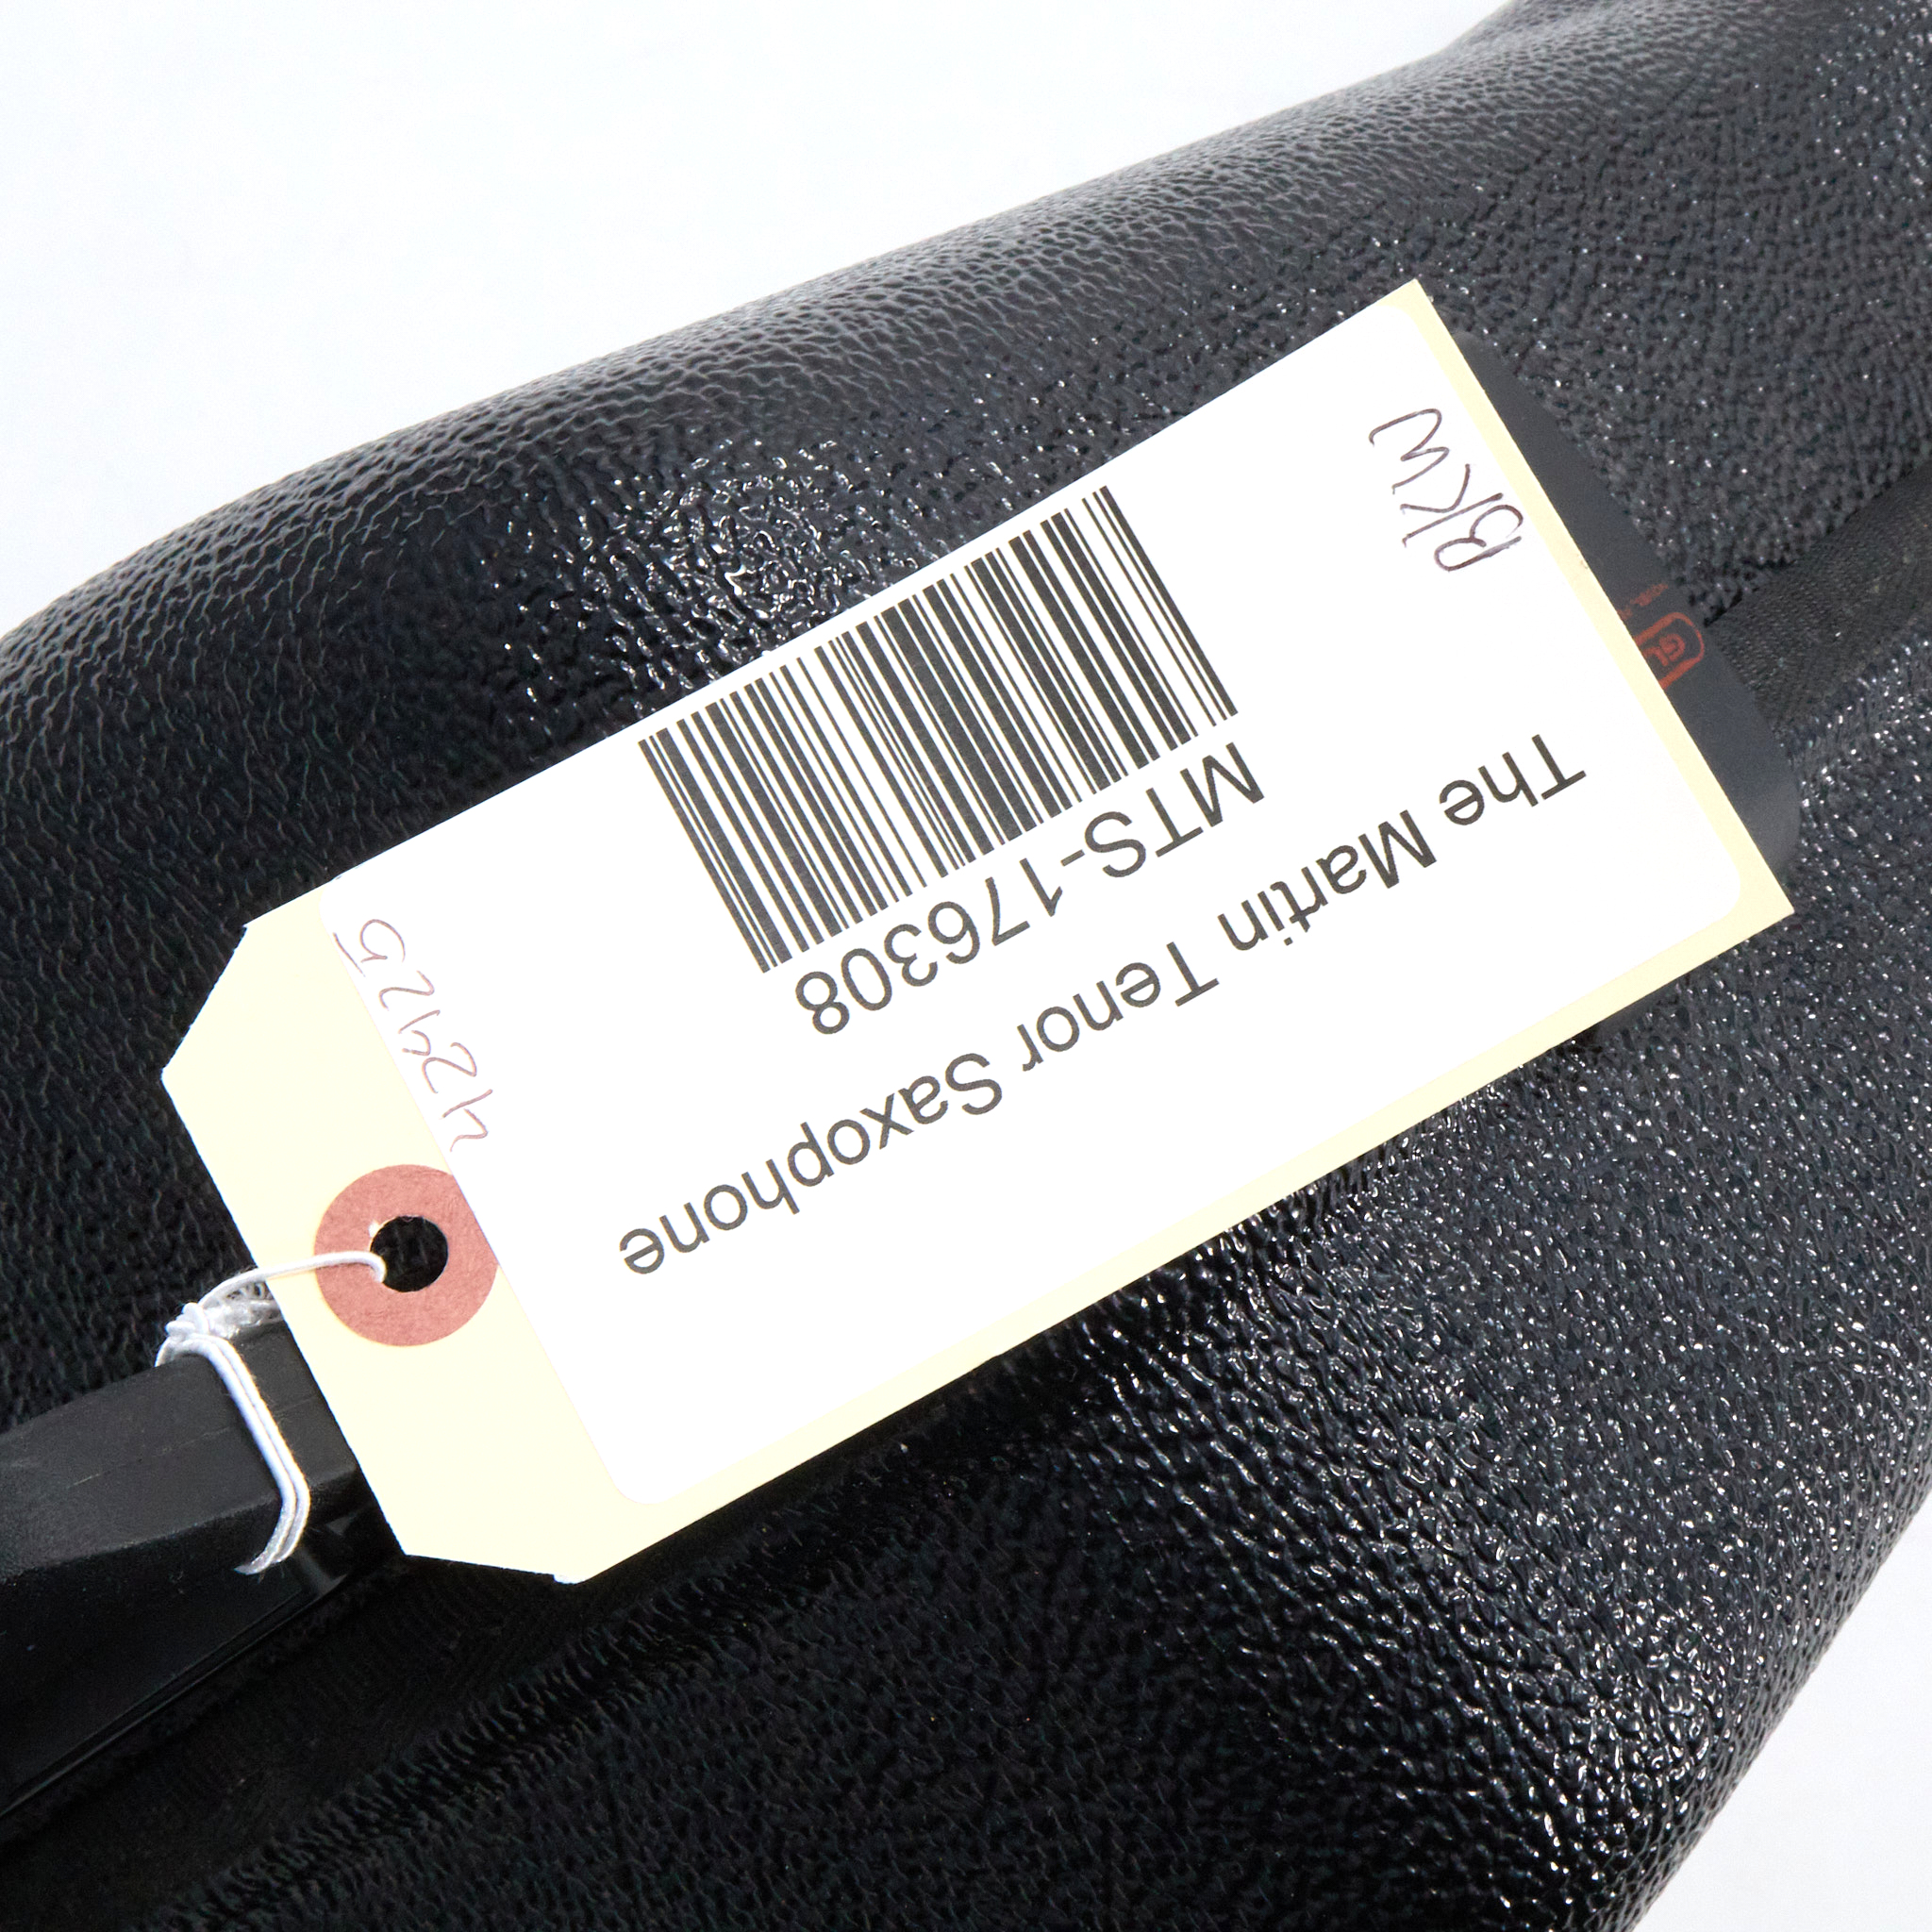 The Martin Tenor Saxophone
MTS-176308
BKW
42425